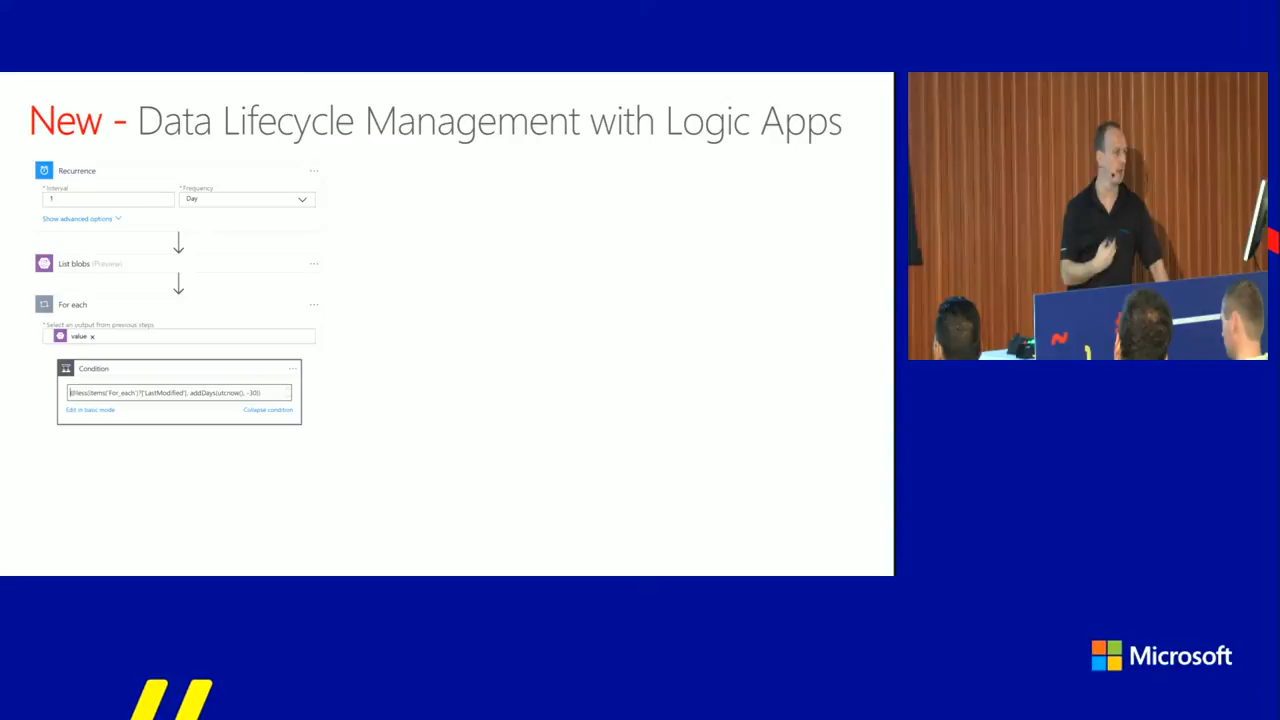 New - Data Lifecycle Management with Logic Apps
Recurrence
* Interval
* Frequency
1
Day
Show advanced options
List blobs (Preview)
For each
* Select an output from previous steps
value ×
Condition
@less(items('For_each')?['LastModified'], addDays(utcnow(), -30))
Edit in basic mode
Collapse condition
Microsoft